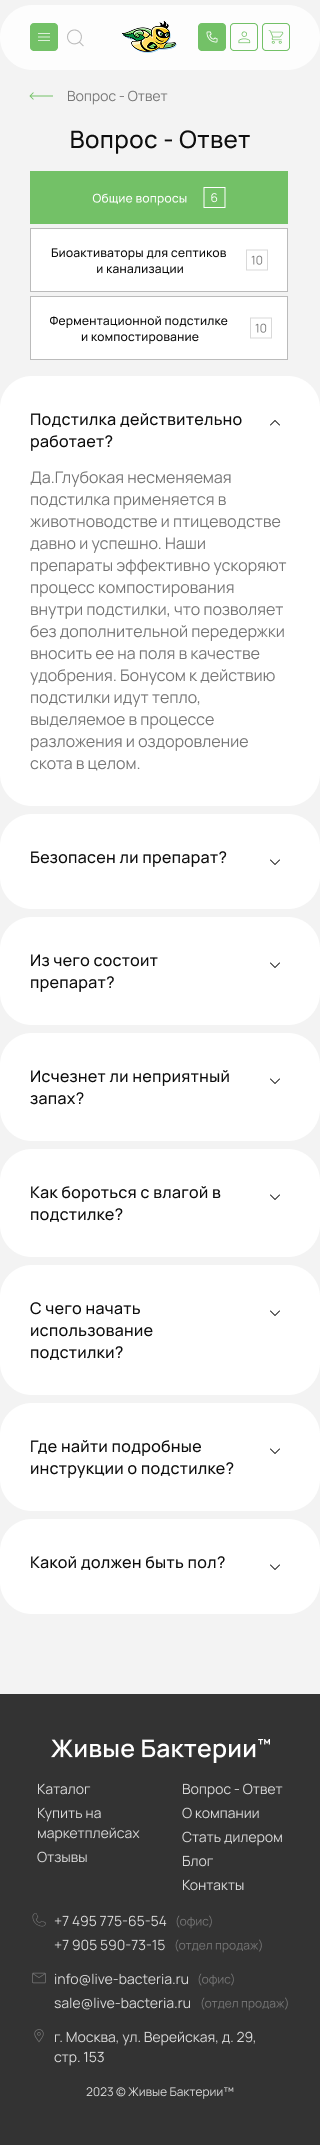 Вопрос - Ответ
Вопрос - Ответ
Общие вопросы 6
Биоактиваторы для септиков
и канализации
10
Ферментационной подстилке
и компостирование
10
Подстилка действительно
работает?
Да.Глубокая несменяемая
подстилка применяется в
животноводстве и птицеводстве
давно и успешно. Наши
препараты эффективно ускоряют
процесс компостирования
внутри подстилки, что позволяет
без дополнительной передержки
вносить ее на поля в качестве
удобрения. Бонусом к действию
подстилки идут тепло,
выделяемое в процессе
разложения и оздоровление
скота в целом.
Безопасен ли препарат?
Из чего состоит
препарат?
Исчезнет ли неприятный
запах?
Как бороться с влагой в
подстилке?
С чего начать
использование
подстилки?
Где найти подробные
инструкции о подстилке?
Какой должен быть пол?
Живые Бактерии™
Каталог
Купить на
маркетплейсах
Отзывы
Вопрос - Ответ
О компании
Стать дилером
Блог
Контакты
+7 495 775-65-54 (офис)
+7 905 590-73-15 (отдел продаж)
info@live-bacteria.ru (офис)
sale@live-bacteria.ru (отдел продаж)
г. Москва, ул. Верейская, д. 29,
стр. 153
2023 © Живые Бактерии™